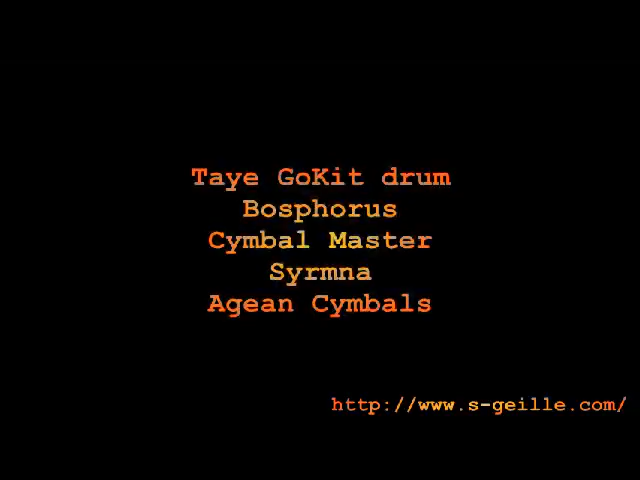 Taye GoKit drum
Bosphorus
Cymbal Master
Syrmna
Agean Cymbals
http://www.s-geille.com/